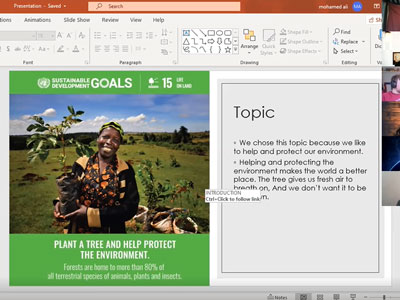 Presentation - Saved
mohamed ali
MA
Animations
Slide Show
Transitions
Review
View
Help
Font
Paragraph
Drawing
Editing
Arrange
Quick
Styles
Shape Fill
Shape Outline
Shape Effects
Find
Replace
Select
SUSTAINABLE DEVELOPMENT GOALS
15 LIFE ON LAND
PLANT A TREE AND HELP PROTECT
THE ENVIRONMENT.
Forests are home to more than 80% of
all terrestrial species of animals, plants and insects.
Topic
We chose this topic because we like
to help and protect our environment.
Helping and protecting the
environment makes the world a better
place. The tree gives us fresh air to
breath on, And we don't want it to be
INTRODUCTION
Ctrl+Click to follow link
Notes